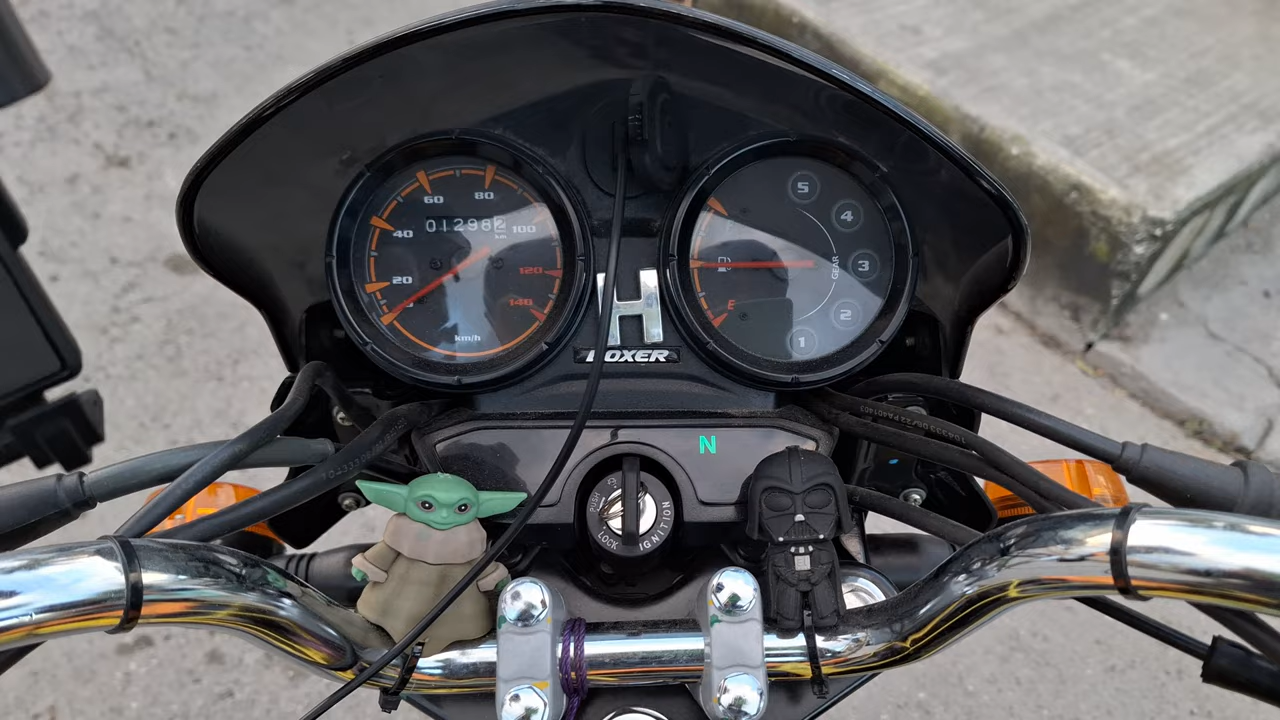 60 80
01298
km
40 100
20 120
140
km/h
5
4
3
GEAR
2
1
E
H
BOXER
N
PUSH
LOCK IGNITION